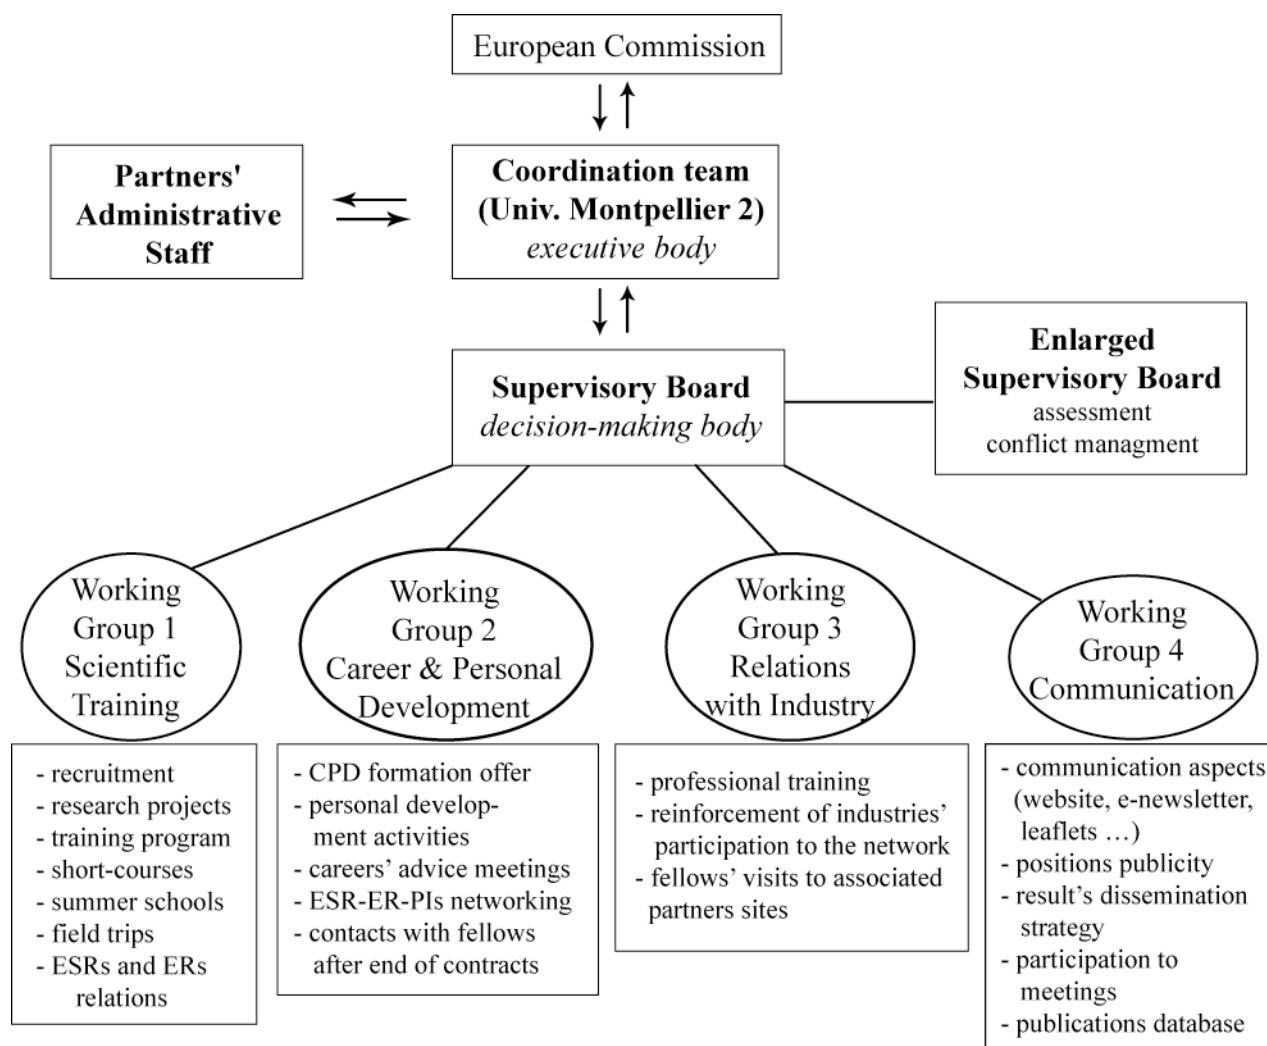 European Commission
Partners'
Administrative
Staff
Coordination team
(Univ. Montpellier 2)
executive body
Supervisory Board
decision-making body
Enlarged
Supervisory Board
assessment
conflict managment
Working
Group 1
Scientific
Training
Working
Group 2
Career & Personal
Development
Working
Group 3
Relations
with Industry
Working
Group 4
Communication
- recruitment
- research projects
- training program
- short-courses
- summer schools
- field trips
- ESRs and ERs
relations
- CPD formation offer
- personal develop-
ment activities
- careers’ advice meetings
- ESR-ER-PIs networking
- contacts with fellows
after end of contracts
- professional training
- reinforcement of industries’
participation to the network
- fellows’ visits to associated
partners sites
- communication aspects
(website, e-newsletter,
leaflets ...)
- positions publicity
- result’s dissemination
strategy
- participation to
meetings
- publications database